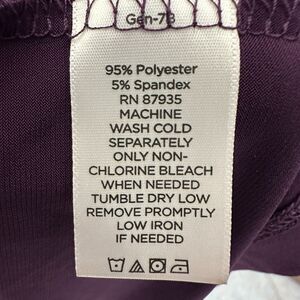 Gen-7B
95% Polyester
5% Spandex
RN 87935
MACHINE
WASH COLD
SEPARATELY
ONLY NON-
CHLORINE BLEACH
WHEN NEEDED
TUMBLE DRY LOW
REMOVE PROMPTLY
LOW IRON
IF NEEDED